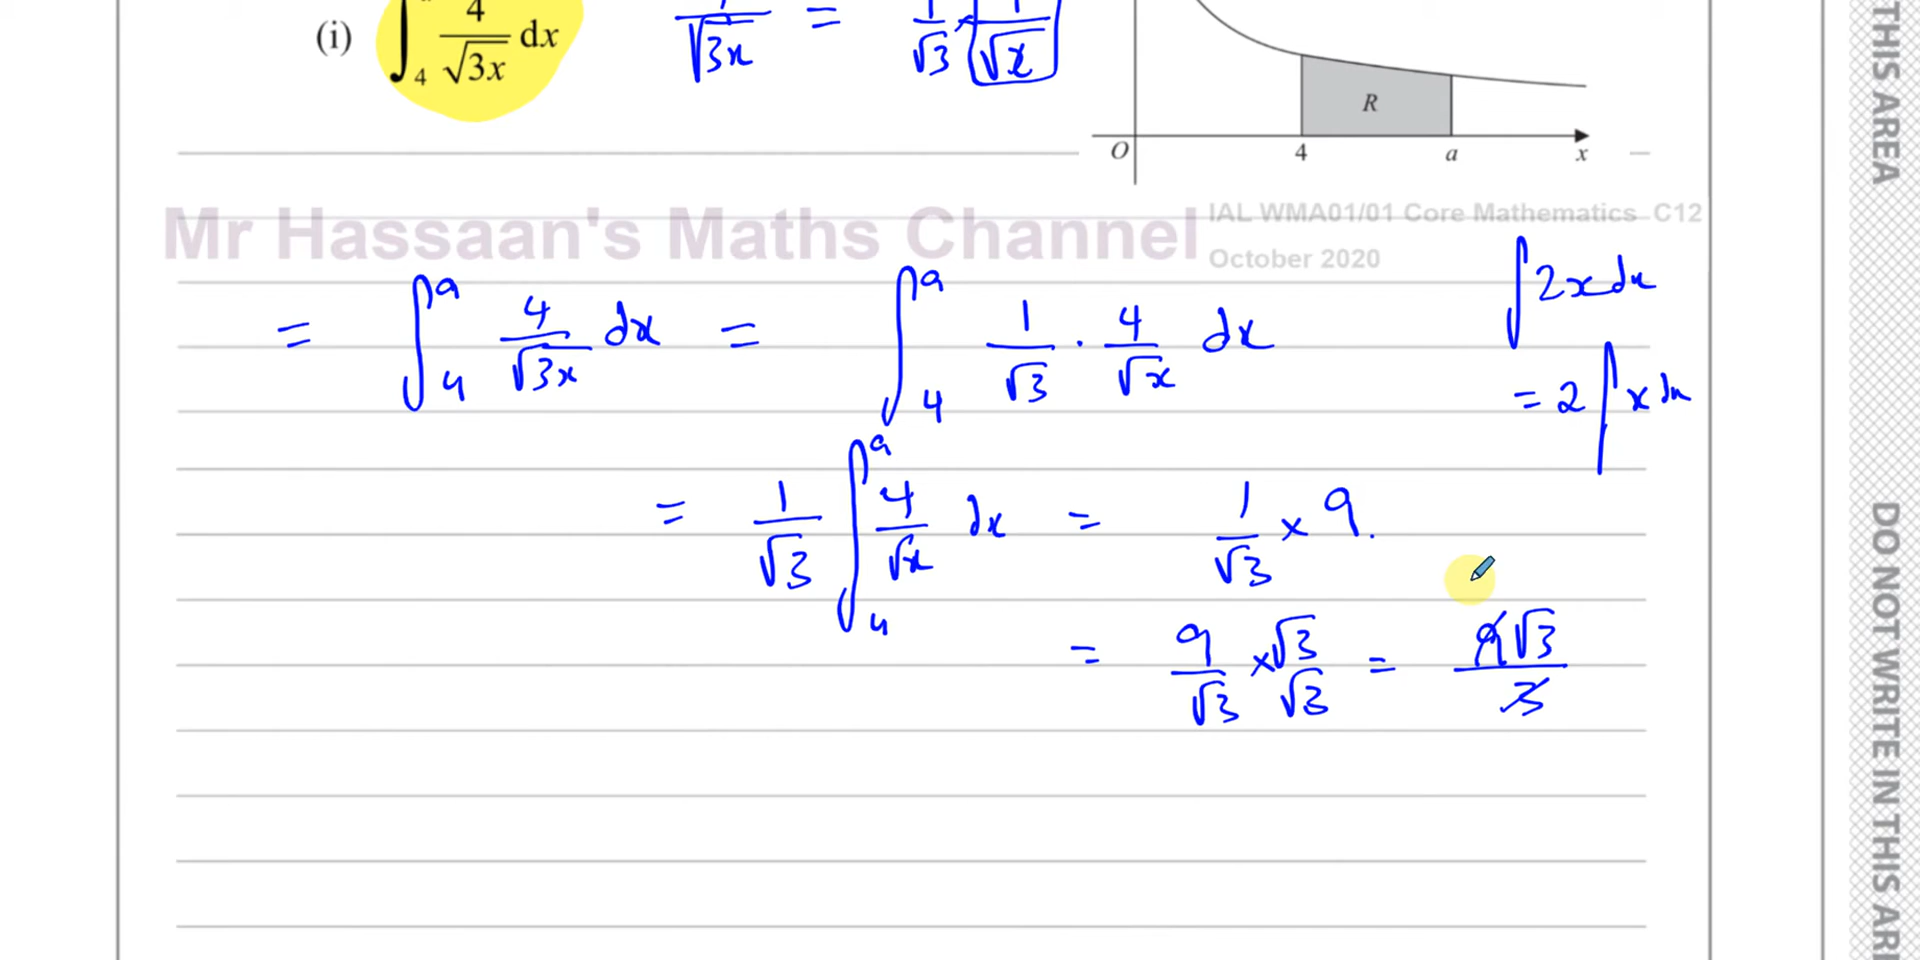 (i) ∫₄ 4/√3x dx 1/√3x = 1/√3 × 1/√x
R
O 4 a x
Mr Hassaan's Maths Channel
IAL WMA01/01 Core Mathematics C12
October 2020
= ∫₄ᵃ 4/√3x dx = ∫₄ᵃ 1/√3 · 4/√x dx
∫2x dx
= 2∫x dx
= 1/√3 ∫₄ᵃ 4/√x dx = 1/√3 × 9.
= 9/√3 × √3/√3 = 9√3/3
THIS AREA
DO NOT WRITE IN THIS AR